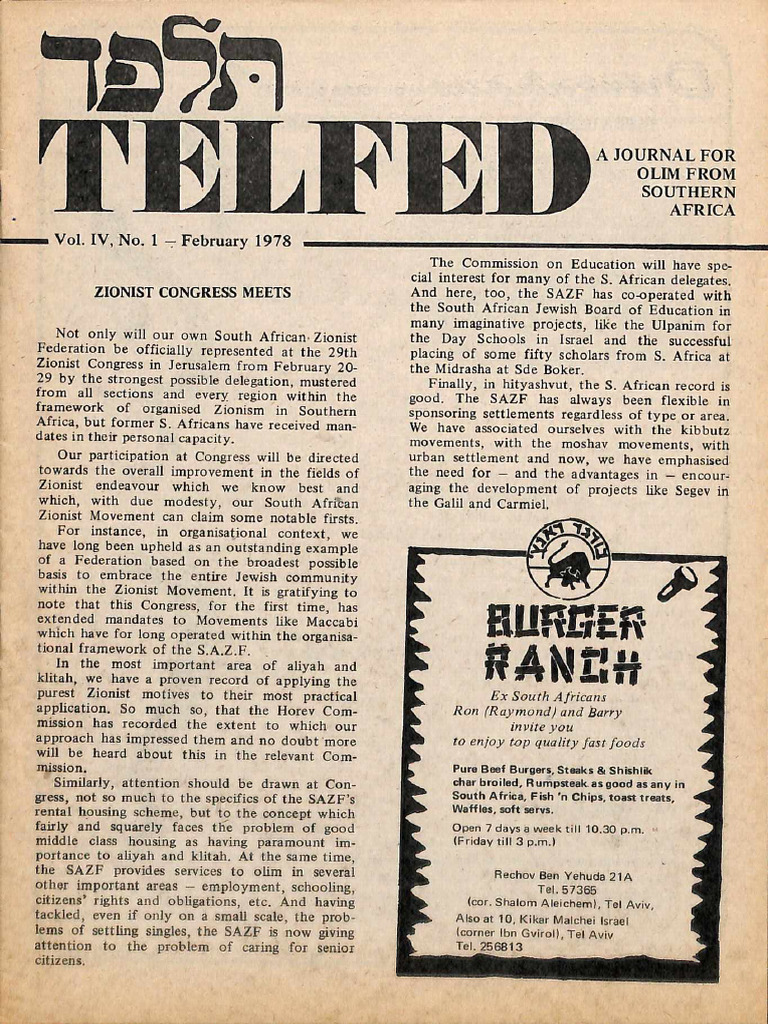 תלפד
TELFED
A JOURNAL FOR
OLIM FROM
SOUTHERN
AFRICA
Vol. IV, No. 1 – February 1978
ZIONIST CONGRESS MEETS
Not only will our own South African Zionist
Federation be officially represented at the 29th
Zionist Congress in Jerusalem from February 20-
29 by the strongest possible delegation, mustered
from all sections and every region within the
framework of organised Zionism in Southern
Africa, but former S. Africans have received man-
dates in their personal capacity.
Our participation at Congress will be directed
towards the overall improvement in the fields of
Zionist endeavour which we know best and
which, with due modesty, our South African
Zionist Movement can claim some notable firsts.
For instance, in organisational context, we
have long been upheld as an outstanding example
of a Federation based on the broadest possible
basis to embrace the entire Jewish community
within the Zionist Movement. It is gratifying to
note that this Congress, for the first time, has
extended mandates to Movements like Maccabi
which have for long operated within the organisa-
tional framework of the S.A.Z.F.
In the most important area of aliyah and
klitah, we have a proven record of applying the
purest Zionist motives to their most practical
application. So much so, that the Horev Com-
mission has recorded the extent to which our
approach has impressed them and no doubt more
will be heard about this in the relevant Com-
mission.
Similarly, attention should be drawn at Con-
gress, not so much to the specifics of the SAZF's
rental housing scheme, but to the concept which
fairly and squarely faces the problem of good
middle class housing as having paramount im-
portance to aliyah and klitah. At the same time,
the SAZF provides services to olim in several
other important areas – employment, schooling,
citizens' rights and obligations, etc. And having
tackled, even if only on a small scale, the prob-
lems of settling singles, the SAZF is now giving
attention to the problem of caring for senior
citizens.
The Commission on Education will have spe-
cial interest for many of the S. African delegates.
And here, too, the SAZF has co-operated with
the South African Jewish Board of Education in
many imaginative projects, like the Ulpanim for
the Day Schools in Israel and the successful
placing of some fifty scholars from S. Africa at
the Midrasha at Sde Boker.
Finally, in hityashvut, the S. African record is
good. The SAZF has always been flexible in
sponsoring settlements regardless of type or area.
We have associated ourselves with the kibbutz
movements, with the moshav movements, with
urban settlement and now, we have emphasised
the need for – and the advantages in – encour-
aging the development of projects like Segev in
the Galil and Carmiel.
בורגר ראנץ'
BURGER
RANCH
Ex South Africans
Ron (Raymond) and Barry
invite you
to enjoy top quality fast foods
Pure Beef Burgers, Steaks & Shishlik
char broiled, Rumpsteak as good as any in
South Africa, Fish 'n Chips, toast treats,
Waffles, soft servs.
Open 7 days a week till 10.30 p.m.
(Friday till 3 p.m.)
Rechov Ben Yehuda 21A
Tel. 57365
(cor. Shalom Aleichem), Tel Aviv,
Also at 10, Kikar Malchei Israel
(corner Ibn Gvirol), Tel Aviv
Tel. 256813